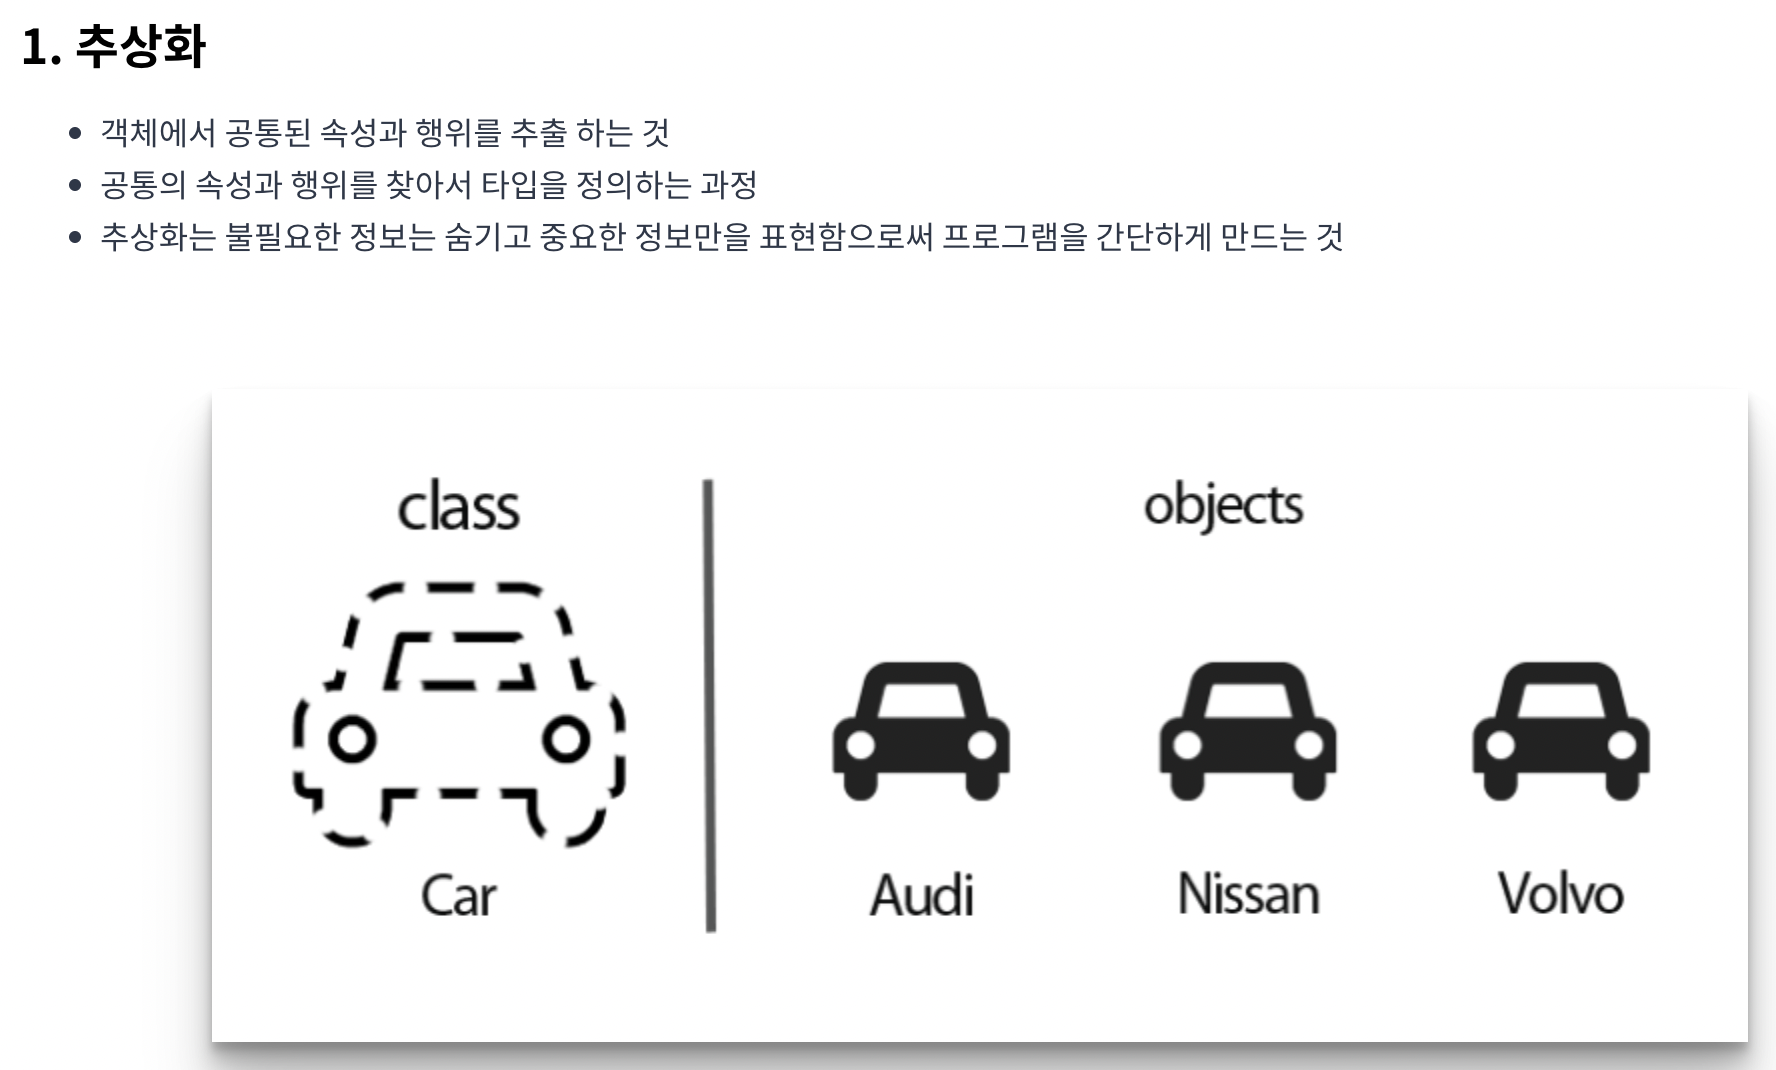 1. 추상화
• 객체에서 공통된 속성과 행위를 추출 하는 것
• 공통의 속성과 행위를 찾아서 타입을 정의하는 과정
• 추상화는 불필요한 정보는 숨기고 중요한 정보만을 표현함으로써 프로그램을 간단하게 만드는 것
class
objects
Car
Audi
Nissan
Volvo